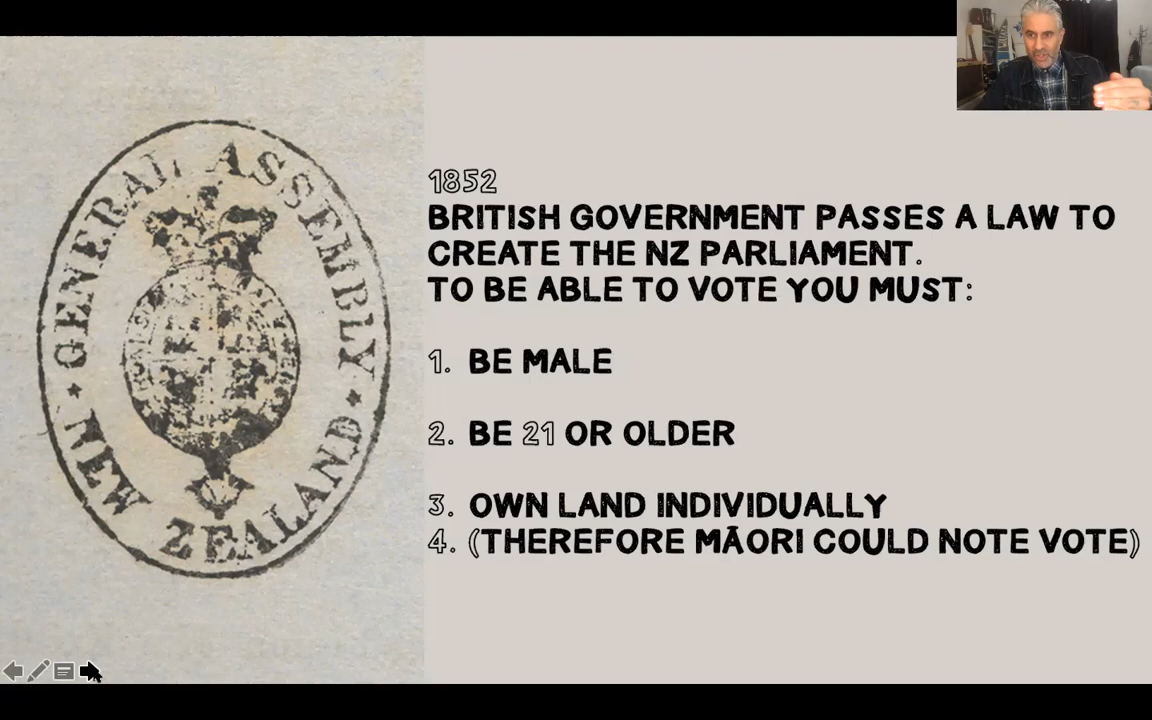 GENERAL ASSEMBLY
NEW ZEALAND
1852
BRITISH GOVERNMENT PASSES A LAW TO
CREATE THE NZ PARLIAMENT.
TO BE ABLE TO VOTE YOU MUST:
1. BE MALE
2. BE 21 OR OLDER
3. OWN LAND INDIVIDUALLY
4. (THEREFORE MĀORI COULD NOTE VOTE)